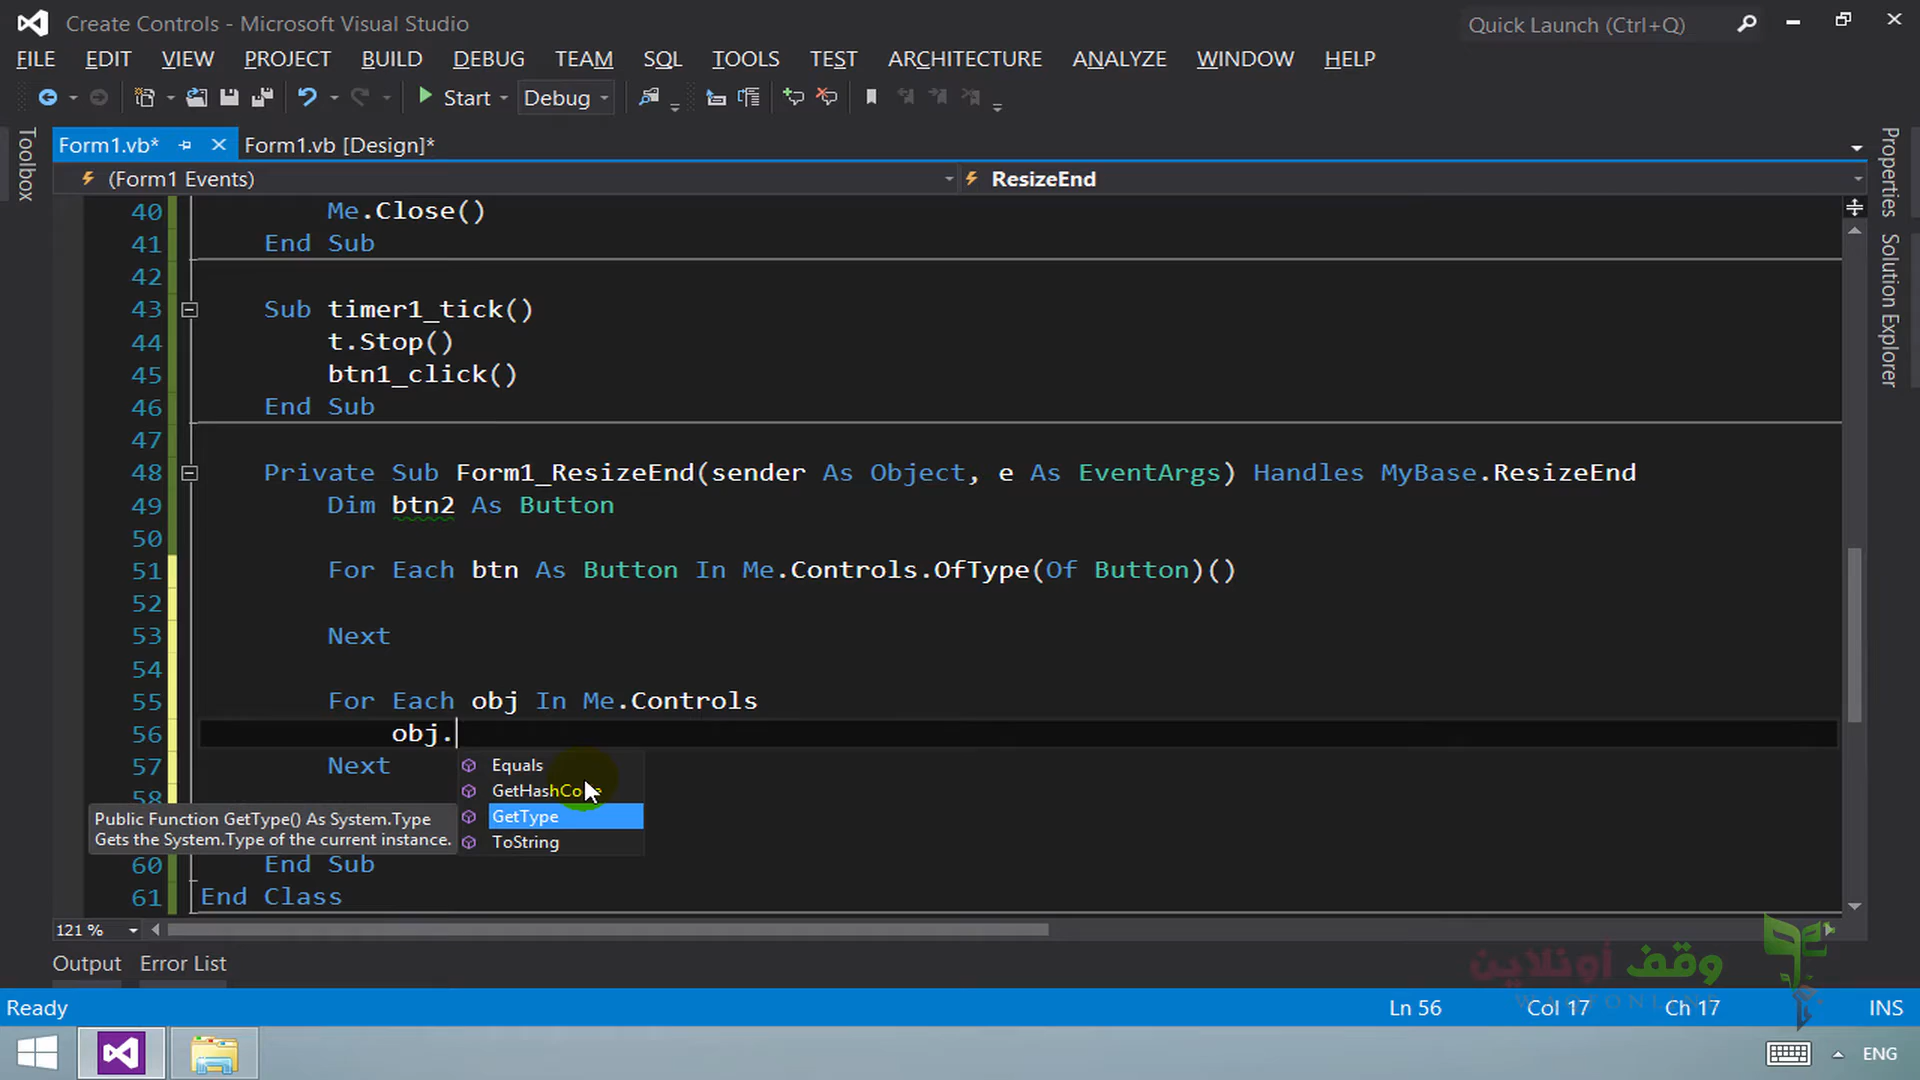 Create Controls - Microsoft Visual Studio
Quick Launch (Ctrl+Q)
FILE EDIT VIEW PROJECT BUILD DEBUG TEAM SQL TOOLS TEST ARCHITECTURE ANALYZE WINDOW HELP
Start Debug
Toolbox
Form1.vb* Form1.vb [Design]*
Properties
Solution Explorer
(Form1 Events) ResizeEnd
40 Me.Close()
41 End Sub
42
43 Sub timer1_tick()
44 t.Stop()
45 btn1_click()
46 End Sub
47
48 Private Sub Form1_ResizeEnd(sender As Object, e As EventArgs) Handles MyBase.ResizeEnd
49 Dim btn2 As Button
50
51 For Each btn As Button In Me.Controls.OfType(Of Button)()
52
53 Next
54
55 For Each obj In Me.Controls
56 obj.
57 Next
58
Equals
GetHashCode
GetType
ToString
Public Function GetType() As System.Type
Gets the System.Type of the current instance.
60 End Sub
61 End Class
121 %
Output Error List
وقف أونلاين
WAQFONLINE
Ready Ln 56 Col 17 Ch 17 INS
ENG